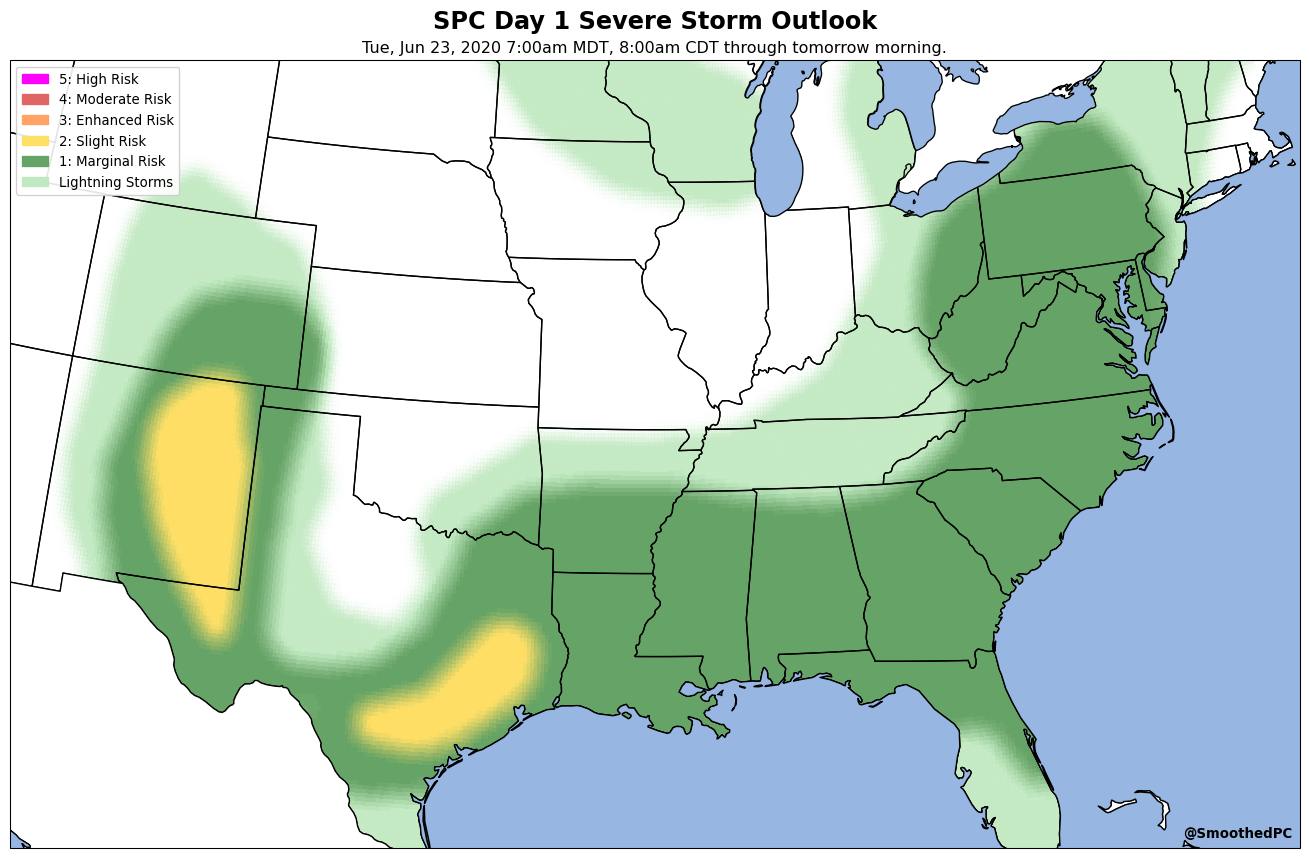 SPC Day 1 Severe Storm Outlook
Tue, Jun 23, 2020 7:00am MDT, 8:00am CDT through tomorrow morning.
5: High Risk
4: Moderate Risk
3: Enhanced Risk
2: Slight Risk
1: Marginal Risk
Lightning Storms
@SmoothedPC